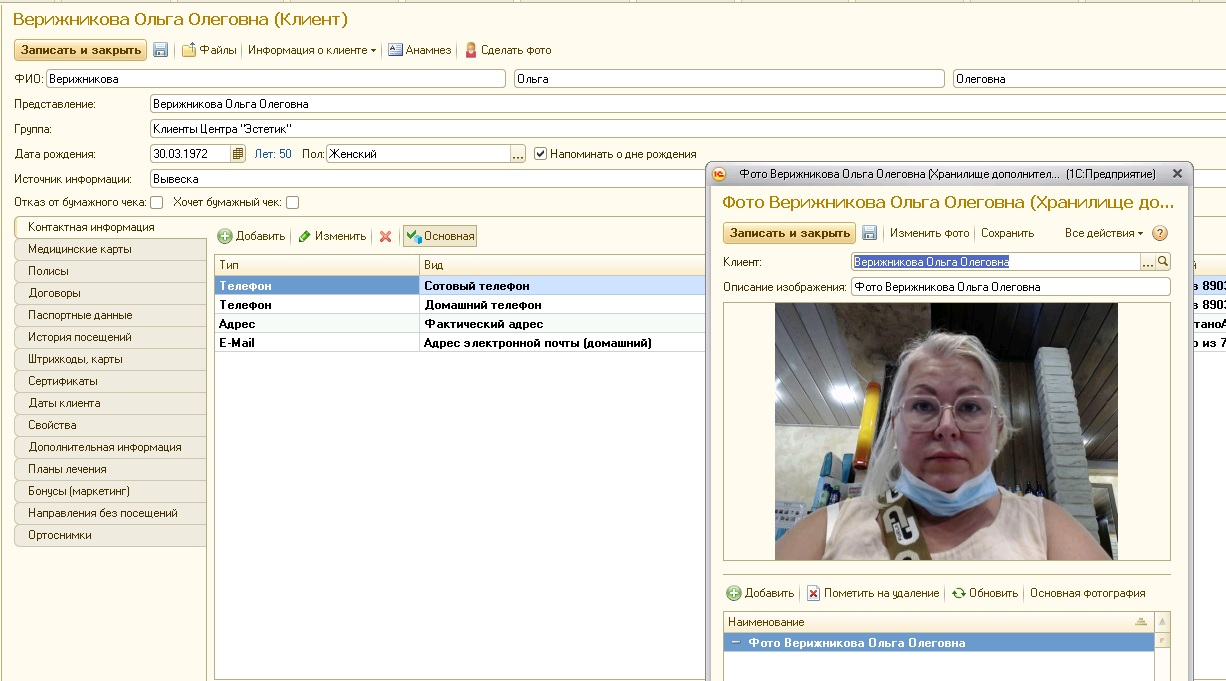 Верижникова Ольга Олеговна (Клиент)
Записать и закрыть Файлы Информация о клиенте Анамнез Сделать фото
ФИО: Верижникова Ольга Олеговна
Представление: Верижникова Ольга Олеговна
Группа: Клиенты Центра "Эстетик"
Дата рождения: 30.03.1972 Лет: 50 Пол: Женский ... Напоминать о дне рождения
Источник информации: Вывеска
Отказ от бумажного чека: Хочет бумажный чек:
Контактная информация
Медицинские карты
Полисы
Договоры
Паспортные данные
История посещений
Штрихкоды, карты
Сертификаты
Даты клиента
Свойства
Дополнительная информация
Планы лечения
Бонусы (маркетинг)
Направления без посещений
Ортоснимки
Добавить Изменить Основная
Тип Вид
Телефон Сотовый телефон з 8903
Телефон Домашний телефон з 8903
Адрес Фактический адрес
E-Mail Адрес электронной почты (домашний) из 7
Фото Верижникова Ольга Олеговна (Хранилище дополнител... (1С:Предприятие)
Фото Верижникова Ольга Олеговна (Хранилище до...
Записать и закрыть Изменить фото Сохранить Все действия ?
Клиент: Верижникова Ольга Олеговна ...
Описание изображения: Фото Верижникова Ольга Олеговна
Добавить Пометить на удаление Обновить Основная фотография
Наименование
Фото Верижникова Ольга Олеговна